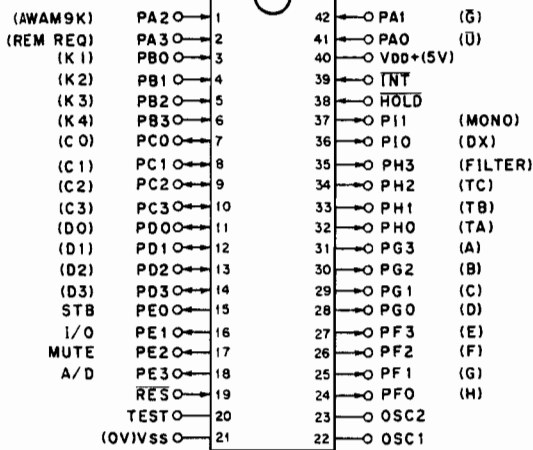 (AWAM9K) PA2 1 42 PA1 (G̅)
(REM REQ) PA3 2 41 PA0 (U̅)
(K1) PB0 3 40 VDD+(5V)
(K2) PB1 4 39 I̅N̅T̅
(K3) PB2 5 38 H̅O̅L̅D̅
(K4) PB3 6 37 PI1 (MONO)
(C0) PC0 7 36 PI0 (DX)
(C1) PC1 8 35 PH3 (FILTER)
(C2) PC2 9 34 PH2 (TC)
(C3) PC3 10 33 PH1 (TB)
(D0) PD0 11 32 PH0 (TA)
(D1) PD1 12 31 PG3 (A)
(D2) PD2 13 30 PG2 (B)
(D3) PD3 14 29 PG1 (C)
STB PE0 15 28 PG0 (D)
I/O PE1 16 27 PF3 (E)
MUTE PE2 17 26 PF2 (F)
A/D PE3 18 25 PF1 (G)
R̅E̅S̅ 19 24 PF0 (H)
TEST 20 23 OSC2
(0V)VSS 21 22 OSC1